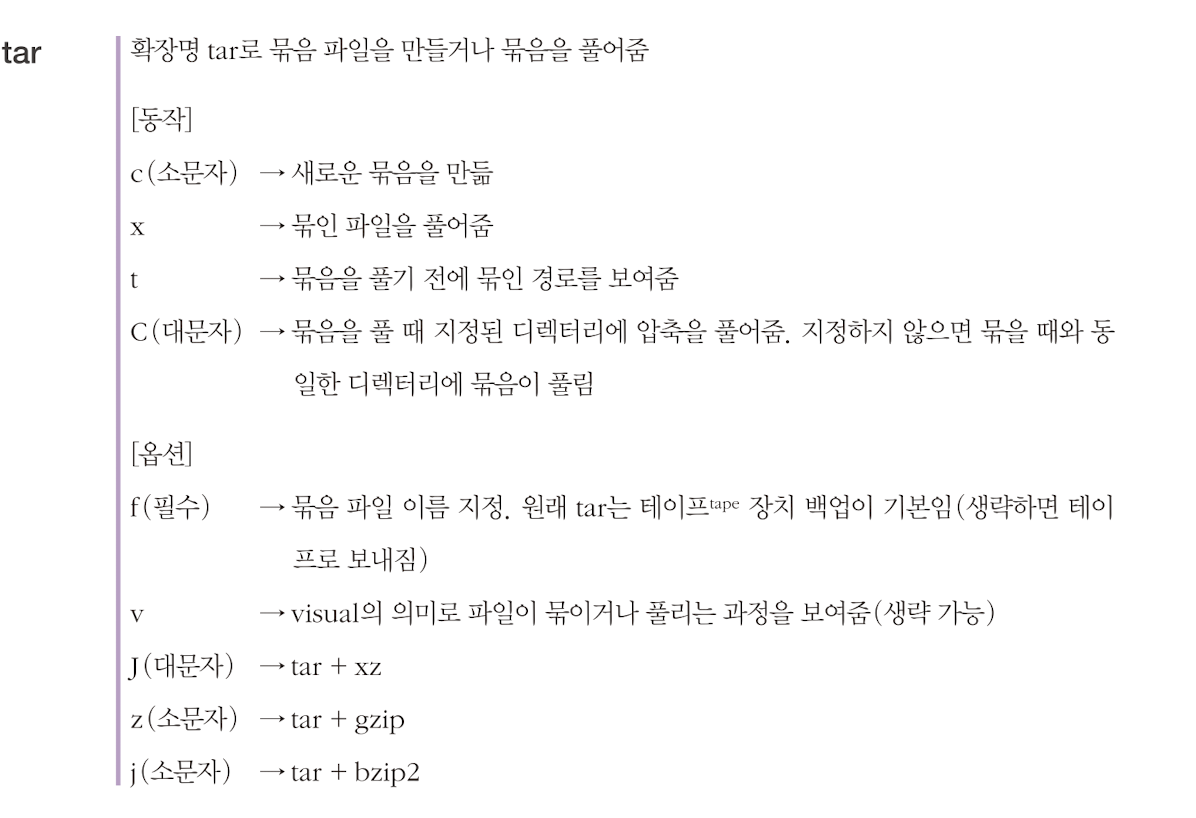 tar
확장명 tar로 묶음 파일을 만들거나 묶음을 풀어줌
[동작]
c(소문자) → 새로운 묶음을 만듦
x → 묶인 파일을 풀어줌
t → 묶음을 풀기 전에 묶인 경로를 보여줌
C(대문자) → 묶음을 풀 때 지정된 디렉터리에 압축을 풀어줌. 지정하지 않으면 묶을 때와 동
일한 디렉터리에 묶음이 풀림
[옵션]
f(필수) → 묶음 파일 이름 지정. 원래 tar는 테이프tape 장치 백업이 기본임(생략하면 테이
프로 보내짐)
v → visual의 의미로 파일이 묶이거나 풀리는 과정을 보여줌(생략 가능)
J(대문자) → tar + xz
z(소문자) → tar + gzip
j(소문자) → tar + bzip2